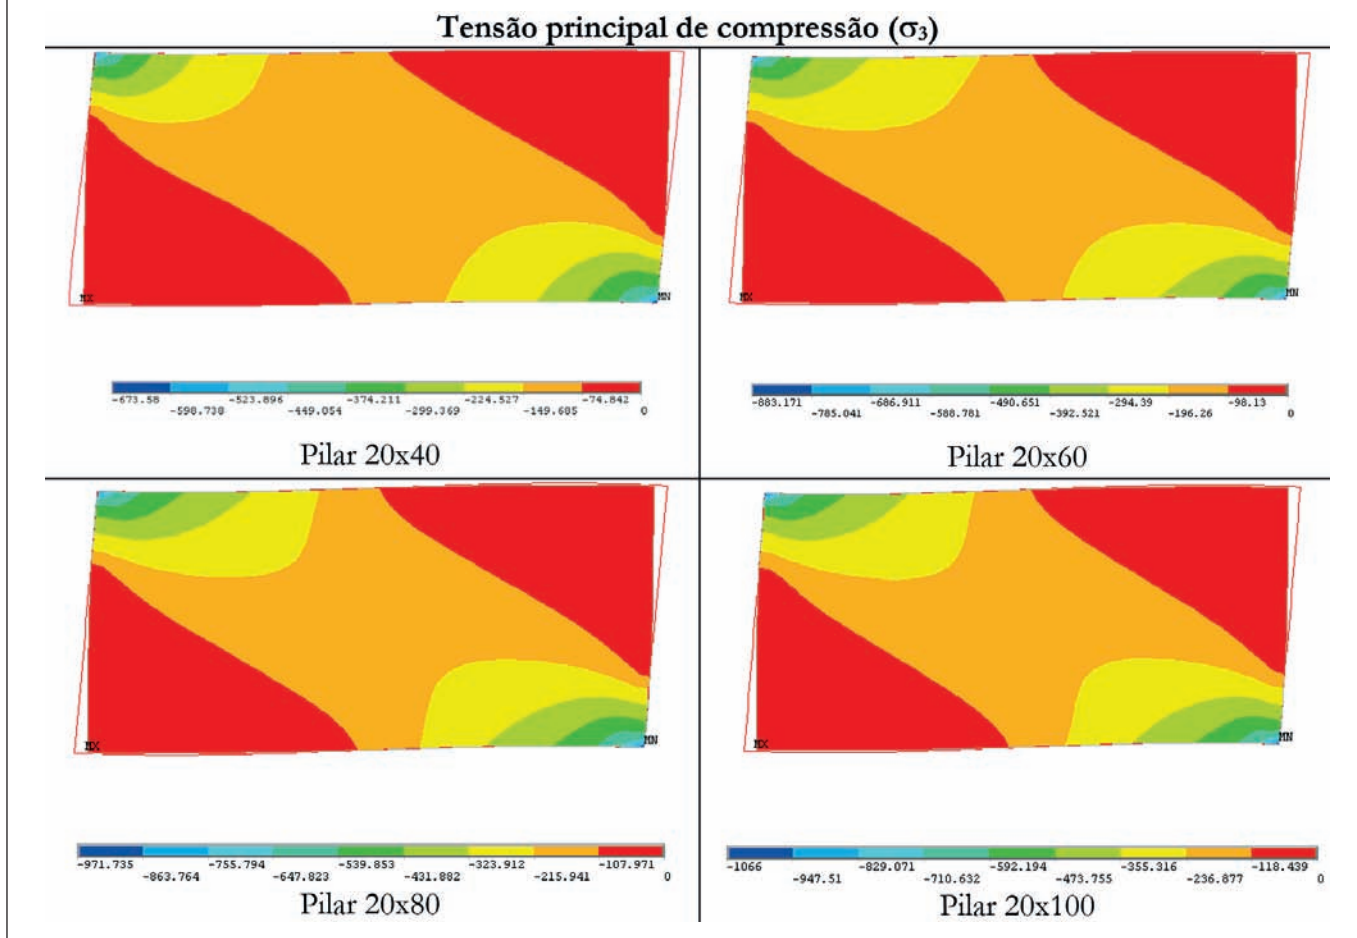 Tensão principal de compressão (σ3)
MX
MN
-673.58 -523.896 -374.211 -224.527 -74.842
-598.738 -449.054 -299.369 -149.685 0
Pilar 20x40
MX
MN
-883.171 -686.911 -490.651 -294.39 -98.13
-785.041 -588.781 -392.521 -196.26 0
Pilar 20x60
MX
MN
-971.735 -755.794 -539.853 -323.912 -107.971
-863.764 -647.823 -431.882 -215.941 0
Pilar 20x80
MX
MN
-1066 -829.071 -592.194 -355.316 -118.439
-947.51 -710.632 -473.755 -236.877 0
Pilar 20x100